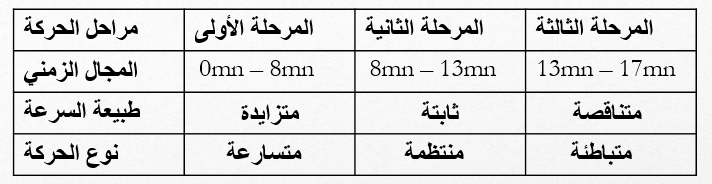 مراحل الحركة المرحلة الأولى المرحلة الثانية المرحلة الثالثة
المجال الزمني 0mn – 8mn 8mn – 13mn 13mn – 17mn
طبيعة السرعة متزايدة ثابتة متناقصة
نوع الحركة متسارعة منتظمة متباطئة